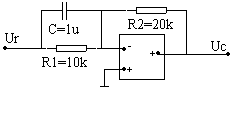 C=1u
R2=20k
Ur
Uc
R1=10k
-
+
+